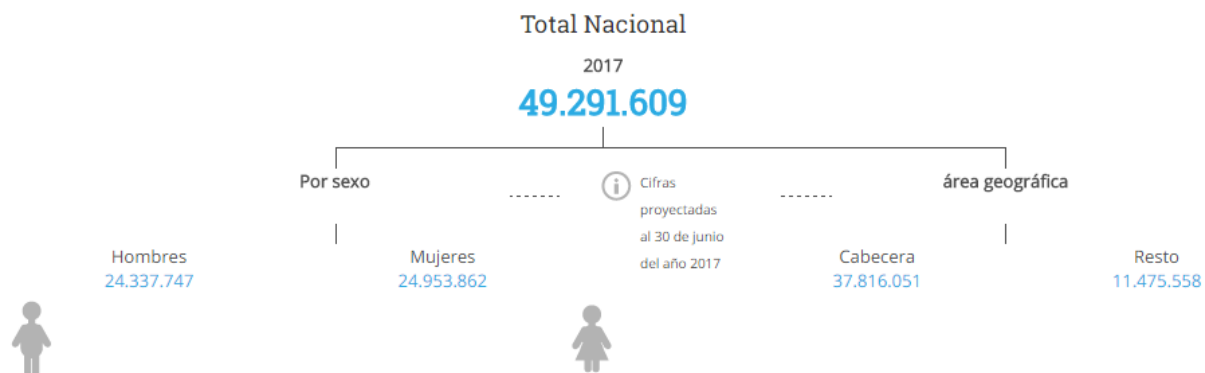 Total Nacional
2017
49.291.609
Por sexo
Cifras
proyectadas
al 30 de junio
del año 2017
área geográfica
Hombres
24.337.747
Mujeres
24.953.862
Cabecera
37.816.051
Resto
11.475.558